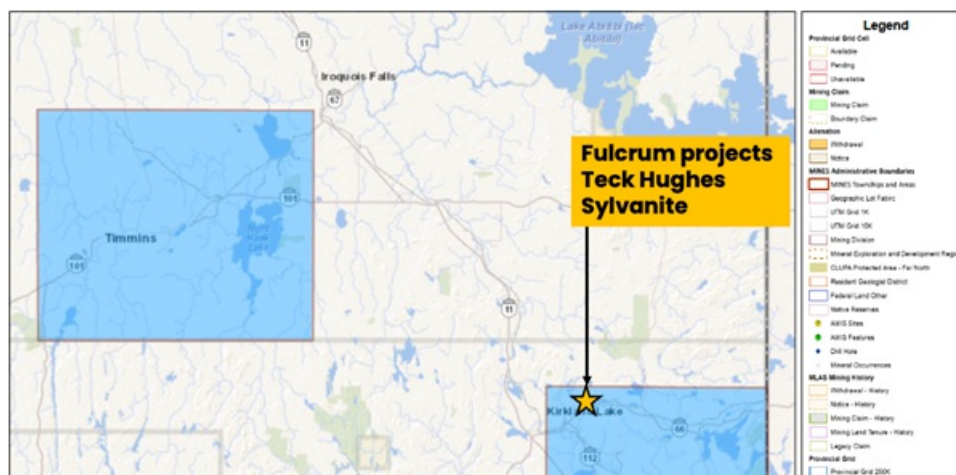 Lake Abitibi (lac
Abitibi)
11
Iroquois Falls
67
Fulcrum projects
Teck Hughes
Sylvanite
101
Night
Hawk
Lake
Timmins
101
11
Kirkland Lake
66
112
Legend
Provincial Grid Cell
Available
Pending
Unavailable
Mining Claim
Mining Claim
Boundary Claim
Alienation
Withdrawal
Notice
MINES Administrative Boundaries
MINES Townships and Areas
Geographic Lot Fabric
UTM Grid 1K
UTM Grid 10K
Mining Division
Mineral Exploration and Development Regi
CLUPA Protected Area - Far North
Resident Geologist District
Federal Land Other
Native Reserves
AMIS Sites
AMIS Features
Drill Hole
Mineral Occurrences
MLAS Mining History
Withdrawal - History
Notice - History
Mining Claim - History
Mining Land Tenure - History
Legacy Claim
Provincial Grid
Provincial Grid 250K